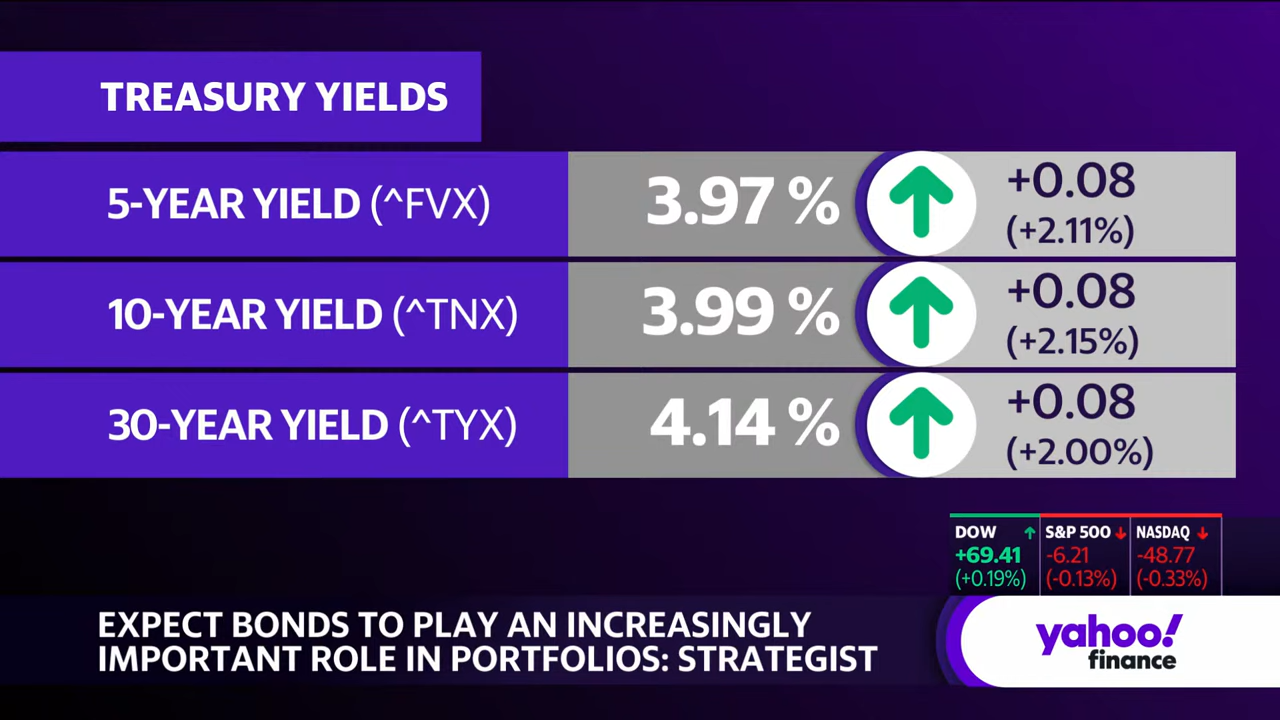 TREASURY YIELDS
5-YEAR YIELD (^FVX) 3.97 % +0.08
(+2.11%)
10-YEAR YIELD (^TNX) 3.99 % +0.08
(+2.15%)
30-YEAR YIELD (^TYX) 4.14 % +0.08
(+2.00%)
DOW S&P 500 NASDAQ
+69.41 -6.21 -48.77
(+0.19%) (-0.13%) (-0.33%)
EXPECT BONDS TO PLAY AN INCREASINGLY
IMPORTANT ROLE IN PORTFOLIOS: STRATEGIST
yahoo!
finance